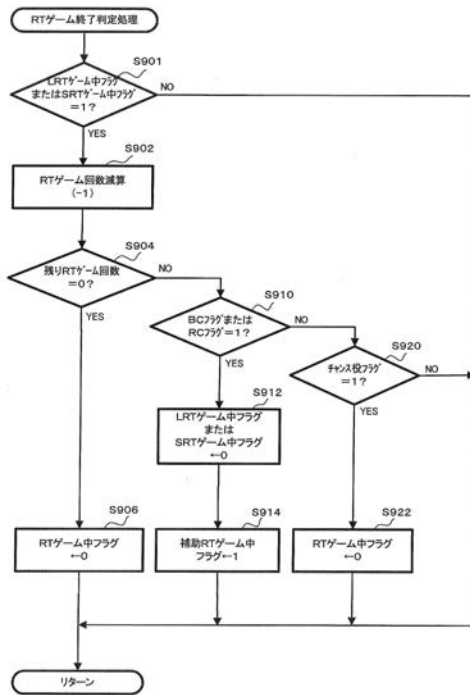 RTゲーム終了判定処理
S901
LRTゲーム中フラグ
またはSRTゲーム中フラグ
=1?
NO
YES
S902
RTゲーム回数減算
(-1)
S904
残りRTゲーム回数
=0?
NO
YES
S910
BCフラグまたは
RCフラグ=1?
NO
YES
S920
チャンス役フラグ
=1?
NO
YES
S912
LRTゲーム中フラグ
または
SRTゲーム中フラグ
←0
S906
RTゲーム中フラグ
←0
S914
補助RTゲーム中
フラグ←1
S922
RTゲーム中フラグ
←0
リターン